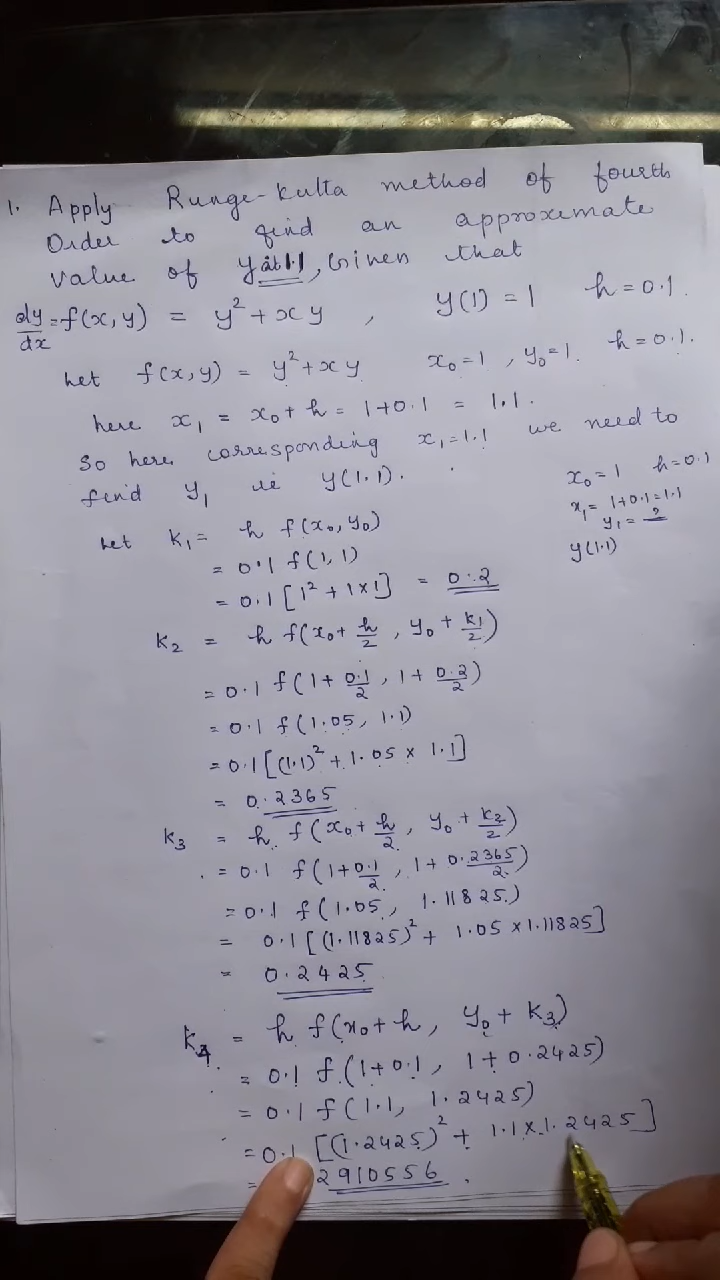 1. Apply Runge-Kutta method of fourth
Order to find an approximate
value of y at 1.1, Given that
dy/dx = f(x, y) = y² + xy , y(1) = 1 h = 0.1.
Let f(x,y) = y² + xy x₀=1 , y₀=1. h=0.1.
here x₁ = x₀ + h = 1+0.1 = 1.1.
So here corresponding x₁=1.1 we need to
find y₁ ie y(1.1).
x₀=1 h=0.1
x₁= 1+0.1=1.1
y₁ = ?
y(1.1)
Let K₁ = h f(x₀, y₀)
= 0.1 f(1, 1)
= 0.1 [1² + 1×1] = 0.2
K₂ = h f(x₀ + h/2 , y₀ + K₁/2)
= 0.1 f(1 + 0.1/2 , 1 + 0.2/2)
= 0.1 f(1.05, 1.1)
= 0.1 [(1.1)² + 1.05 × 1.1]
= 0.2365
K₃ = h f(x₀ + h/2 , y₀ + K₂/2)
= 0.1 f(1+0.1/2 , 1+0.2365/2)
= 0.1 f(1.05, 1.11825)
= 0.1 [(1.11825)² + 1.05 × 1.11825]
= 0.2425
K₄ = h f(x₀+h, y₀ + K₃)
= 0.1 f(1+0.1, 1+0.2425)
= 0.1 f(1.1, 1.2425)
= 0.1 [(1.2425)² + 1.1 × 1.2425]
= 2910556.